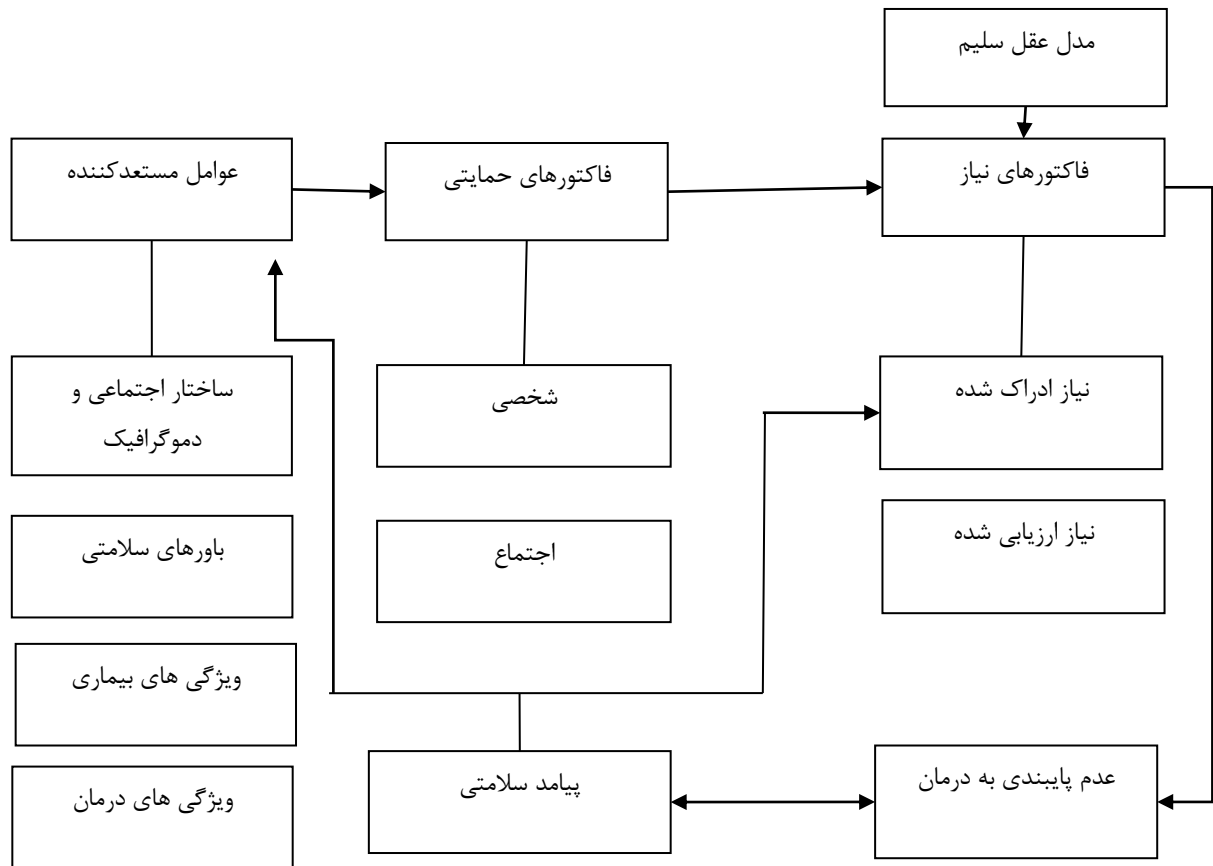 مدل عقل سلیم
عوامل مستعدکننده
فاکتورهای حمایتی
فاکتورهای نیاز
ساختار اجتماعی و
دموگرافیک
شخصی
نیاز ادراک شده
باورهای سلامتی
اجتماع
نیاز ارزیابی شده
ویژگی های بیماری
ویژگی های درمان
پیامد سلامتی
عدم پایبندی به درمان